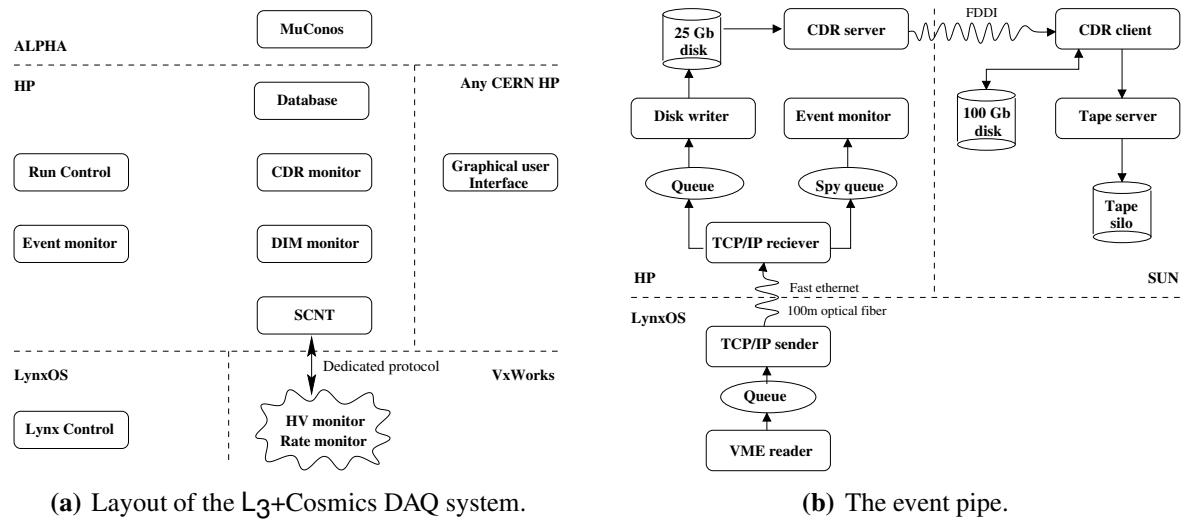 MuConos
ALPHA
HP
Any CERN HP
Database
Run Control
CDR monitor
Graphical user
Interface
Event monitor
DIM monitor
SCNT
Dedicated protocol
LynxOS
VxWorks
Lynx Control
HV monitor
Rate monitor
(a) Layout of the L3+Cosmics DAQ system.
25 Gb
disk
CDR server
FDDI
CDR client
Disk writer
Event monitor
100 Gb
disk
Tape server
Queue
Spy queue
Tape
silo
TCP/IP reciever
HP
SUN
Fast ethernet
100m optical fiber
LynxOS
TCP/IP sender
Queue
VME reader
(b) The event pipe.